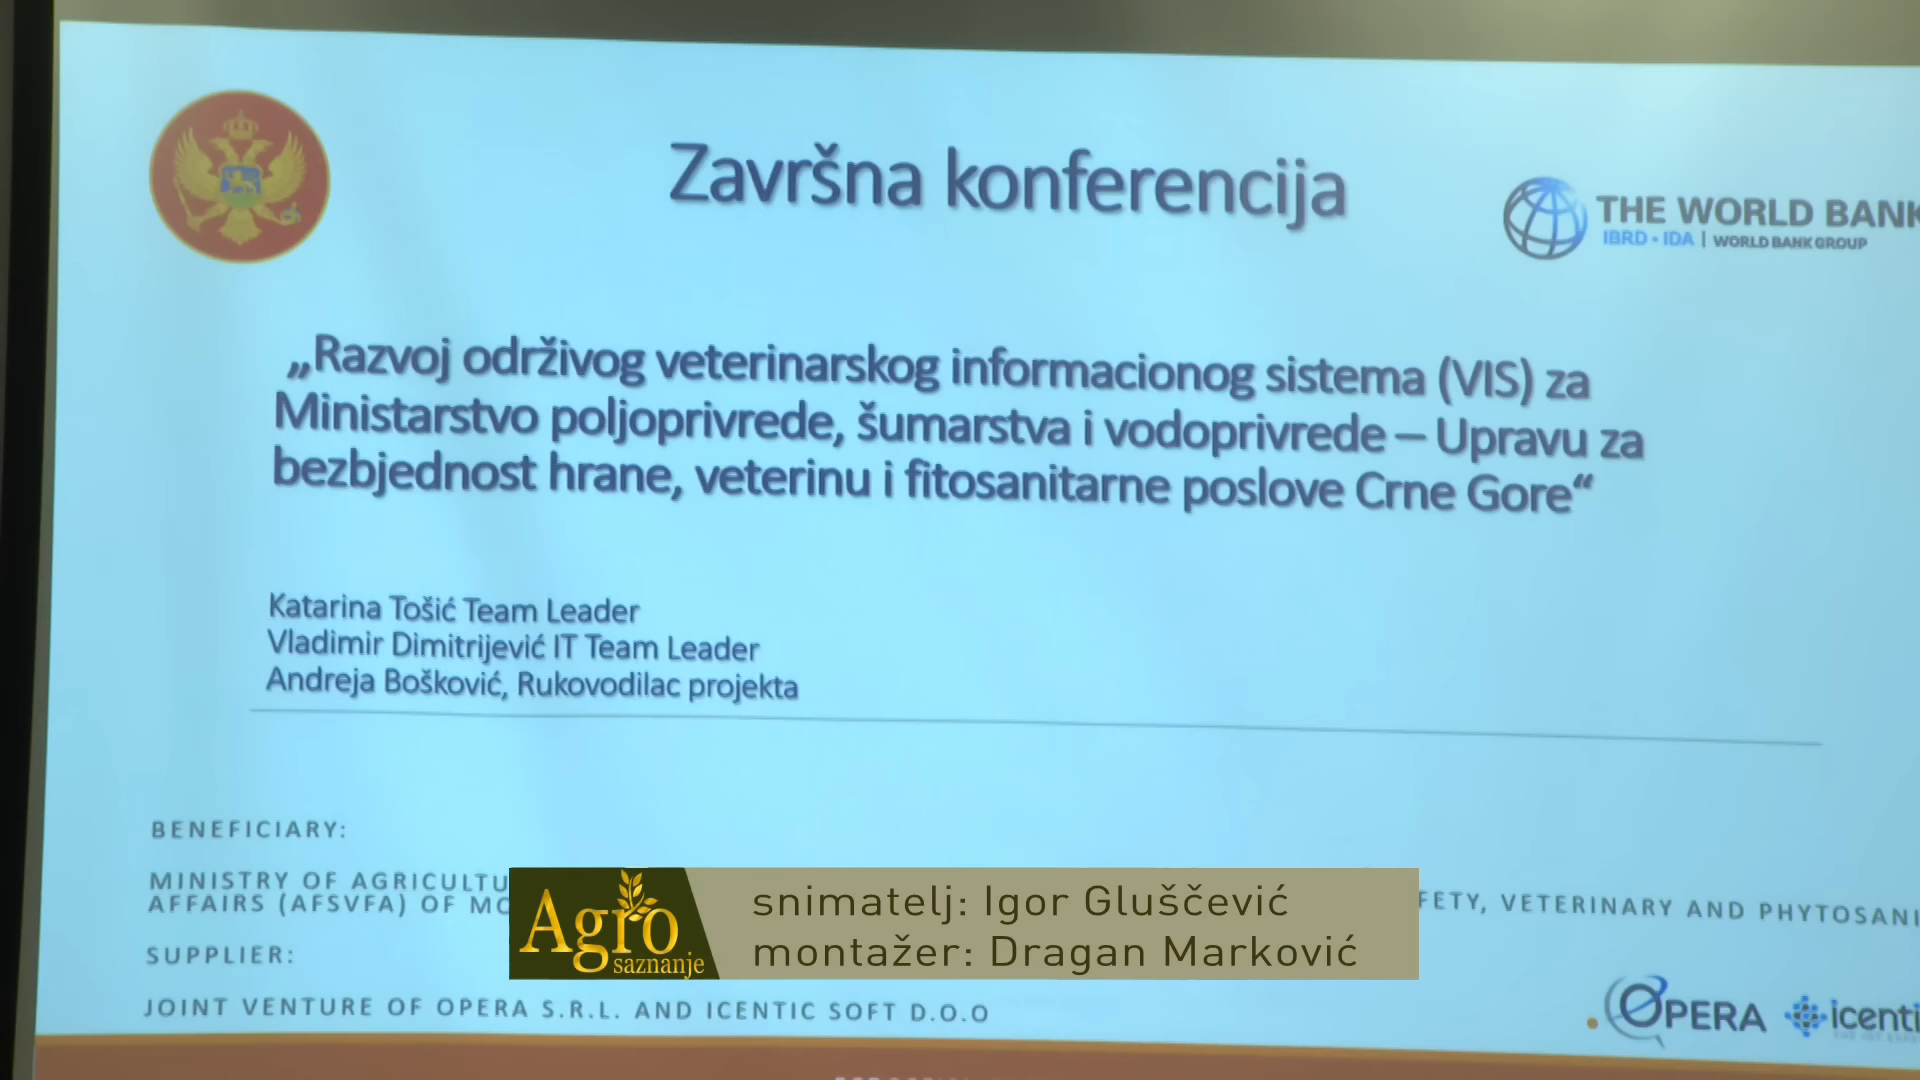 Završna konferencija
THE WORLD BANK
IBRD • IDA | WORLD BANK GROUP
„Razvoj održivog veterinarskog informacionog sistema (VIS) za
Ministarstvo poljoprivrede, šumarstva i vodoprivrede – Upravu za
bezbjednost hrane, veterinu i fitosanitarne poslove Crne Gore“
Katarina Tošić Team Leader
Vladimir Dimitrijević IT Team Leader
Andreja Bošković, Rukovodilac projekta
BENEFICIARY:
MINISTRY OF AGRICULTU FETY, VETERINARY AND PHYTOSANI
AFFAIRS (AFSVFA) OF MO
SUPPLIER:
JOINT VENTURE OF OPERA S.R.L. AND ICENTIC SOFT D.O.O
OPERA icenti
Agro
saznanje
snimatelj: Igor Gluščević
montažer: Dragan Marković